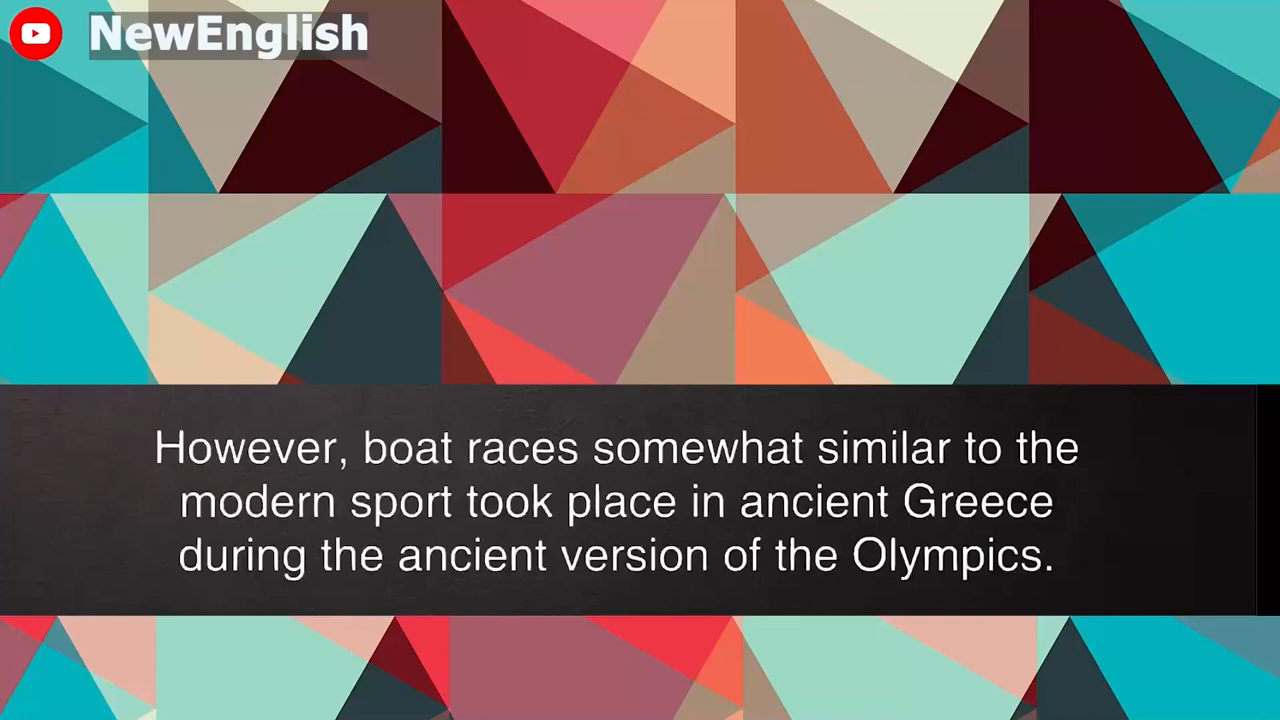 NewEnglish
However, boat races somewhat similar to the
modern sport took place in ancient Greece
during the ancient version of the Olympics.